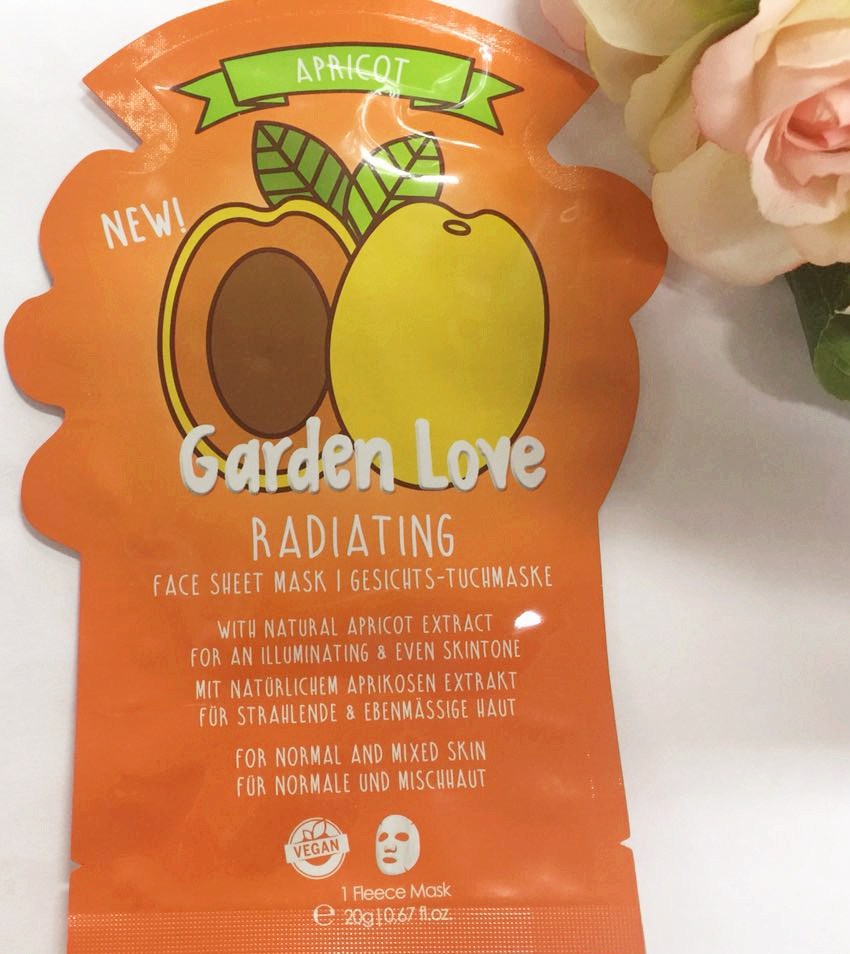 APRICOT
NEW!
Garden Love
RADIATING
FACE SHEET MASK | GESICHTS-TUCHMASKE
WITH NATURAL APRICOT EXTRACT
FOR AN ILLUMINATING & EVEN SKINTONE
MIT NATÜRLICHEM APRIKOSEN EXTRAKT
FÜR STRAHLENDE & EBENMÄSSIGE HAUT
FOR NORMAL AND MIXED SKIN
FÜR NORMALE UND MISCHHAUT
VEGAN
1 Fleece Mask
℮ 20g | 0.67 fl.oz.